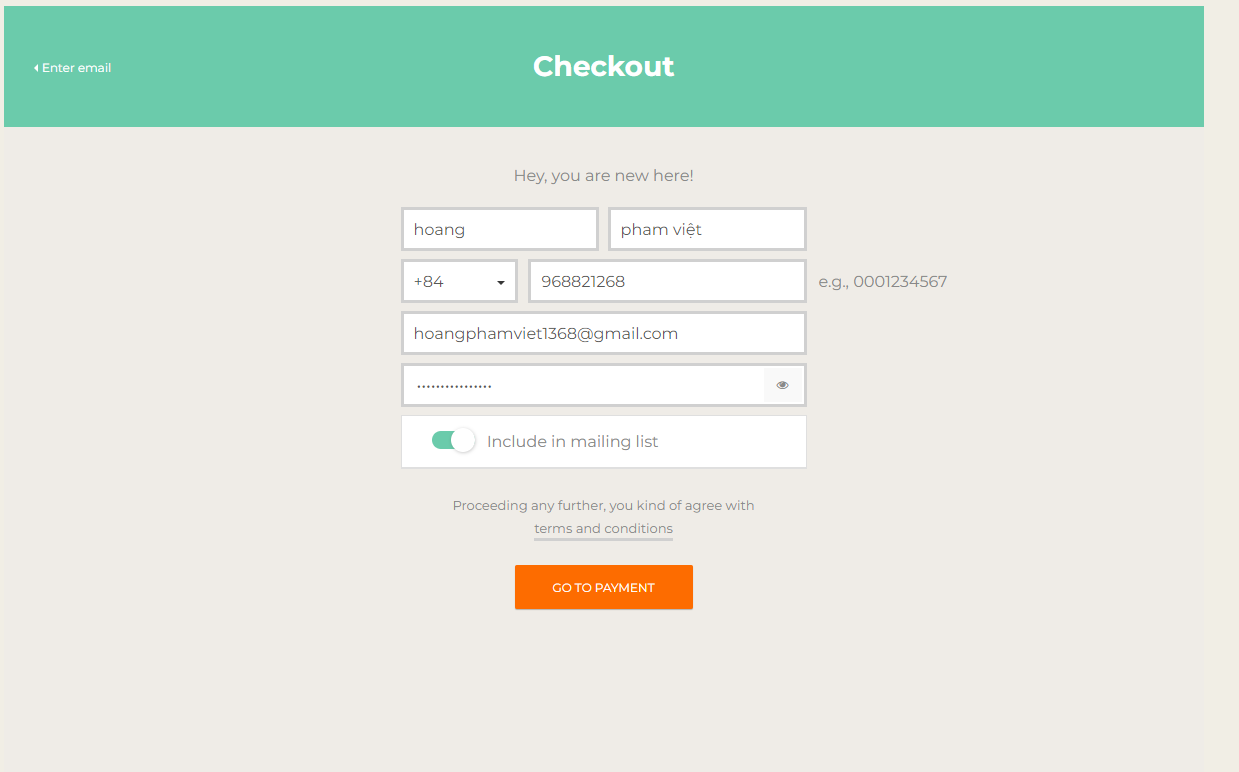 Enter email
Checkout
Hey, you are new here!
hoang pham việt
+84 968821268 e.g., 0001234567
hoangphamviet1368@gmail.com
••••••••••••••••
Include in mailing list
Proceeding any further, you kind of agree with
terms and conditions
GO TO PAYMENT